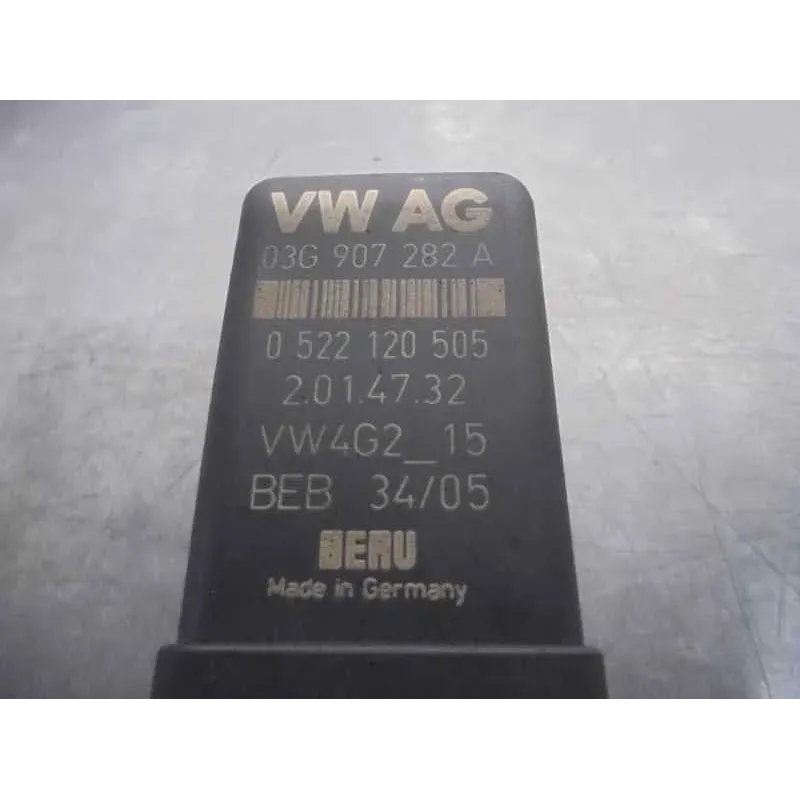 VW AG
03G 907 282 A
0 522 120 505
2.01.47.32
VW4G2_15
BEB 34/05
BERU
Made in Germany